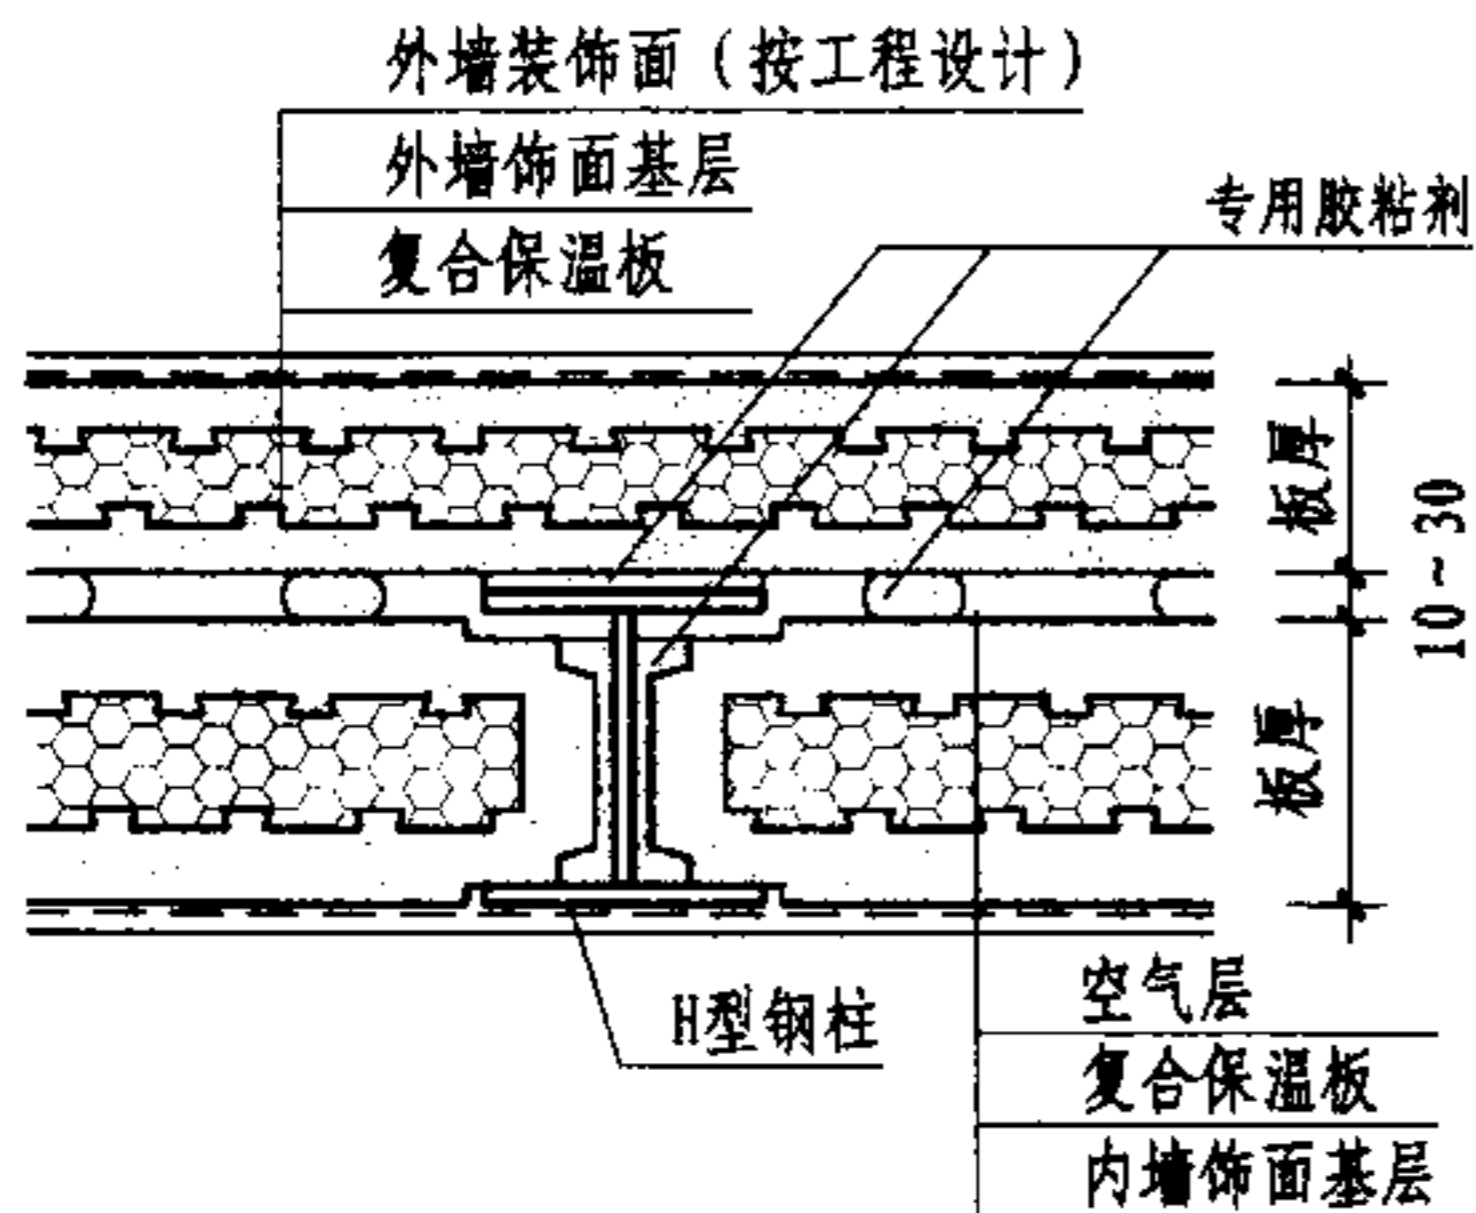 外墙装饰面（按工程设计）
外墙饰面基层
复合保温板
专用胶粘剂
板厚
10~30
板厚
H型钢柱
空气层
复合保温板
内墙饰面基层